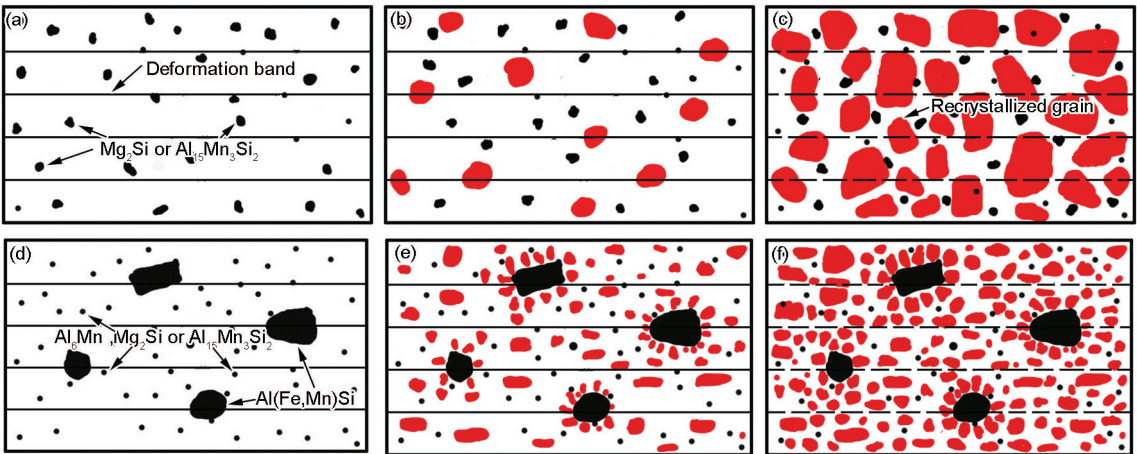 (a)
Deformation band
Mg₂Si or Al₁₅Mn₃Si₂
(b)
(c)
Recrystallized grain
(d)
Al₆Mn ,Mg₂Si or Al₁₅Mn₃Si₂
Al(Fe,Mn)Si
(e)
(f)